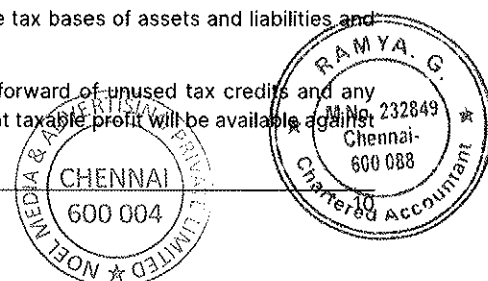 e tax bases of assets and liabilities and
forward of unused tax credits and any
t taxable profit will be available against
NOEL MEDIA & ADVERTISING PRIVATE LIMITED
CHENNAI
600 004
RAMYA. G.
M.No. 232849
Chennai-
600 088
Chartered Accountant
10